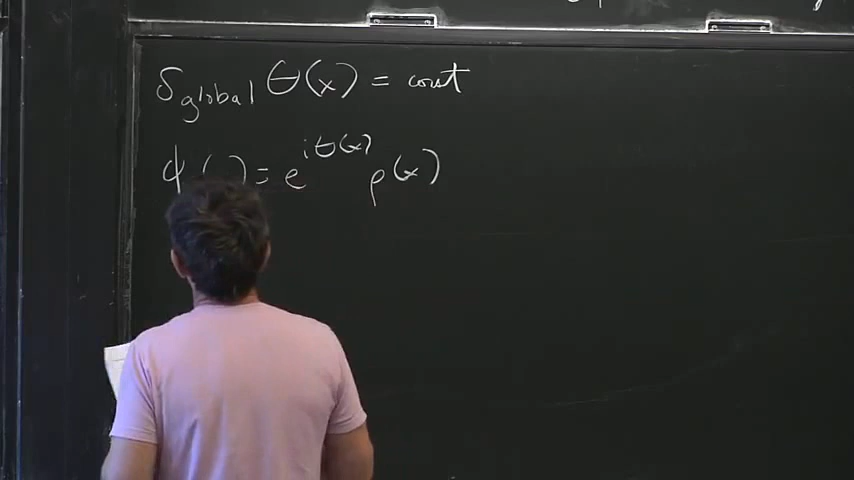 δ_global θ(x) = const
ψ( ) = e^{iθ(x)} ρ(x)